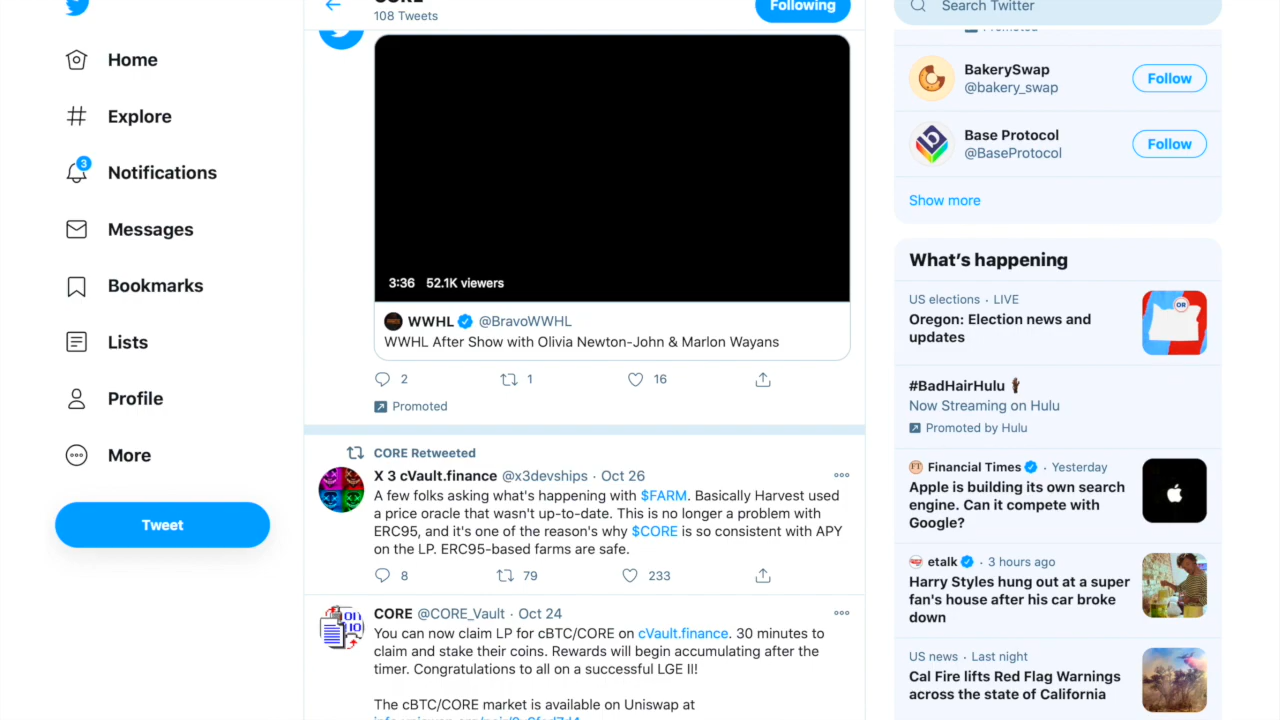 Home
Explore
3
Notifications
Messages
Bookmarks
Lists
Profile
More
Tweet
CORE
108 Tweets
Following
3:36 52.1K viewers
WWHL @BravoWWHL
WWHL After Show with Olivia Newton-John & Marlon Wayans
2 1 16
Promoted
CORE Retweeted
X 3 cVault.finance @x3devships · Oct 26
A few folks asking what's happening with $FARM. Basically Harvest used
a price oracle that wasn't up-to-date. This is no longer a problem with
ERC95, and it's one of the reason's why $CORE is so consistent with APY
on the LP. ERC95-based farms are safe.
8 79 233
CORE @CORE_Vault · Oct 24
You can now claim LP for cBTC/CORE on cVault.finance. 30 minutes to
claim and stake their coins. Rewards will begin accumulating after the
timer. Congratulations to all on a successful LGE II!
The cBTC/CORE market is available on Uniswap at
Search Twitter
Promoted
BakerySwap
@bakery_swap
Follow
Base Protocol
@BaseProtocol
Follow
Show more
What's happening
US elections · LIVE
Oregon: Election news and
updates
OR
#BadHairHulu
Now Streaming on Hulu
Promoted by Hulu
FT Financial Times · Yesterday
Apple is building its own search
engine. Can it compete with
Google?
etalk · 3 hours ago
Harry Styles hung out at a super
fan's house after his car broke
down
US news · Last night
Cal Fire lifts Red Flag Warnings
across the state of California